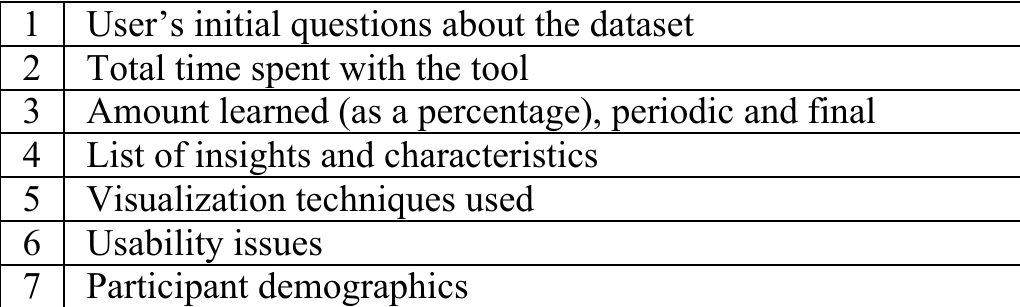 1 User’s initial questions about the dataset
2 Total time spent with the tool
3 Amount learned (as a percentage), periodic and final
4 List of insights and characteristics
5 Visualization techniques used
6 Usability issues
7 Participant demographics